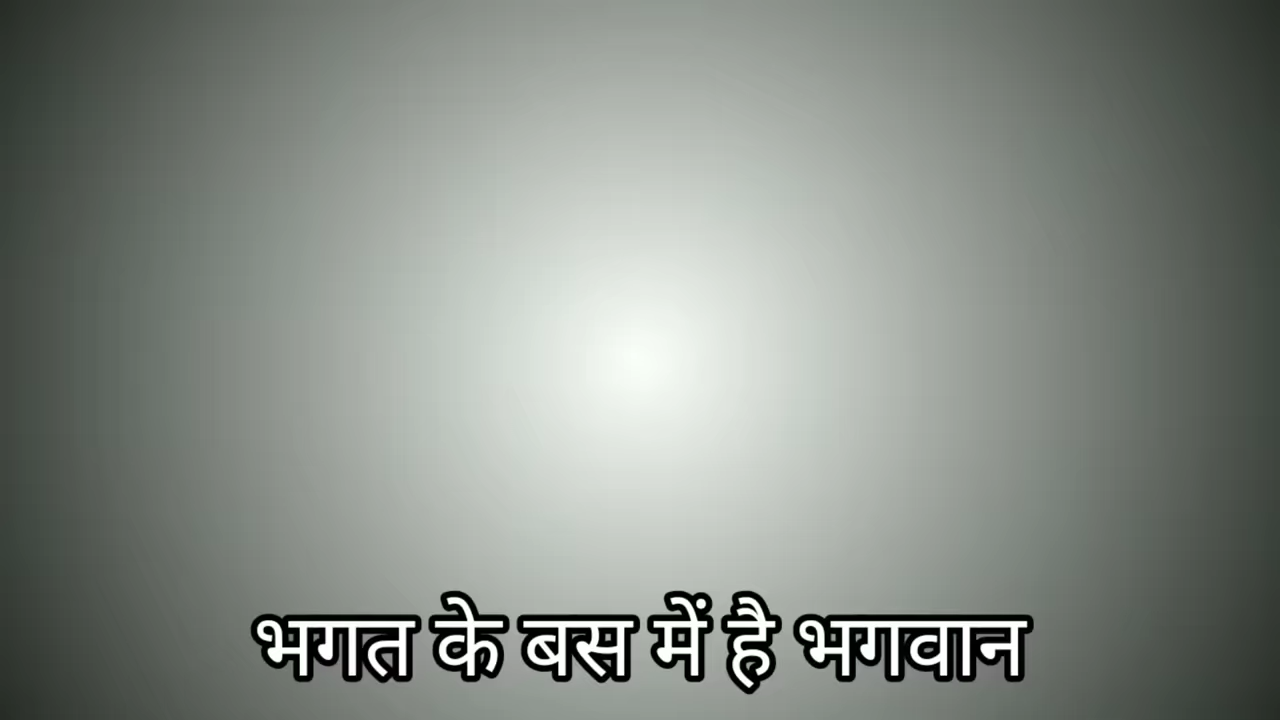 भगत के बस में है भगवान